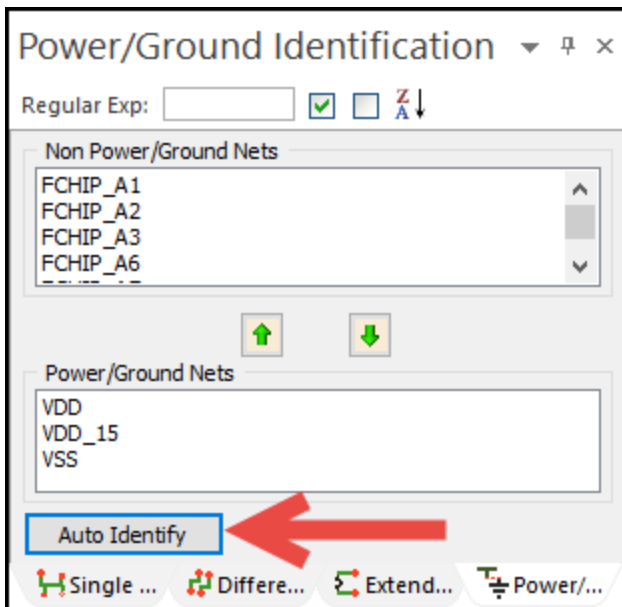 Power/Ground Identification
Regular Exp:
Non Power/Ground Nets
FCHIP_A1
FCHIP_A2
FCHIP_A3
FCHIP_A6
Power/Ground Nets
VDD
VDD_15
VSS
Auto Identify
Single ... Differe... Extend... Power/...